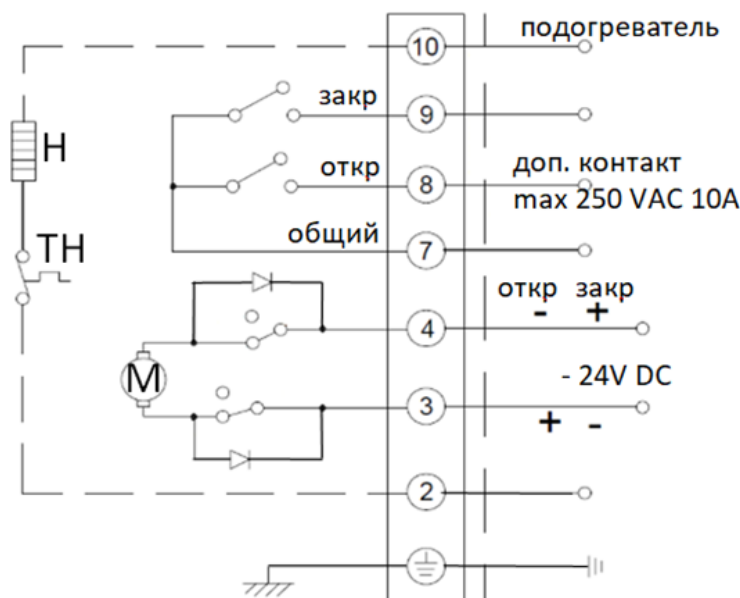 10 подогреватель
закр 9
H
откр 8 доп. контакт
max 250 VAC 10A
общий 7
TH
откр закр
- +
4
M
- 24V DC
3
+ -
2